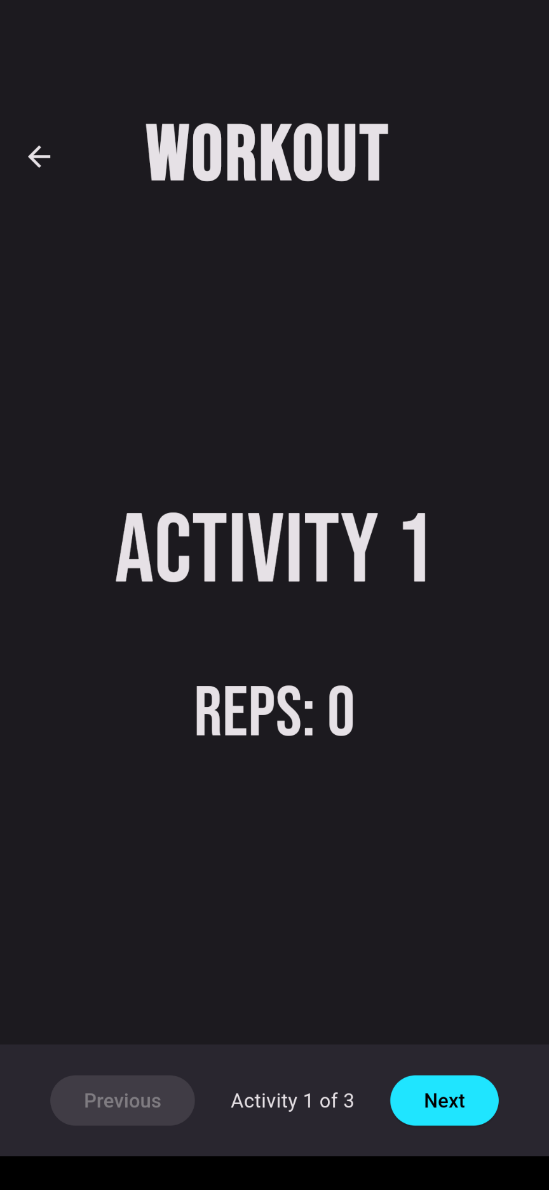 WORKOUT
ACTIVITY 1
REPS: 0
Previous Activity 1 of 3 Next